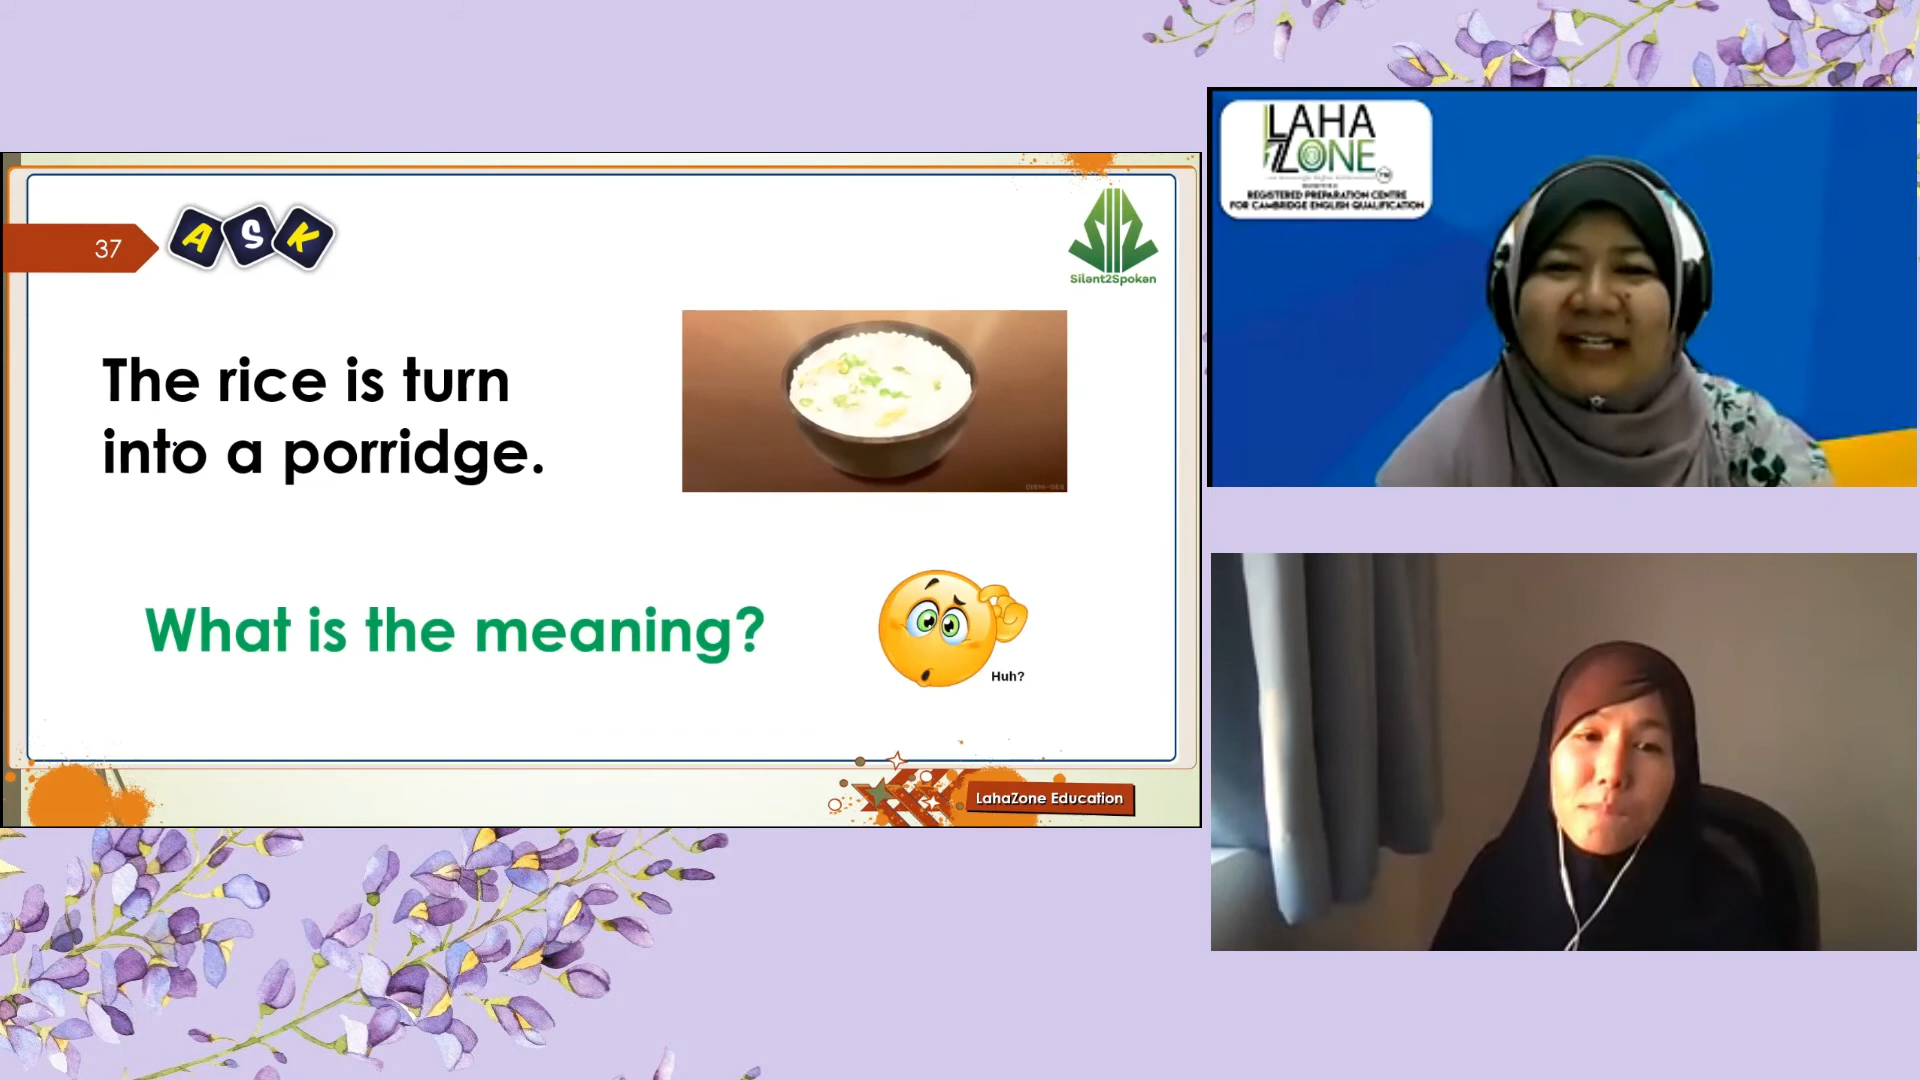 37
ASK
Silent2Spoken
The rice is turn
into a porridge.
What is the meaning?
Huh?
LahaZone Education
LAHA
ZONE
REGISTERED PREPARATION CENTRE
FOR CAMBRIDGE ENGLISH QUALIFICATION